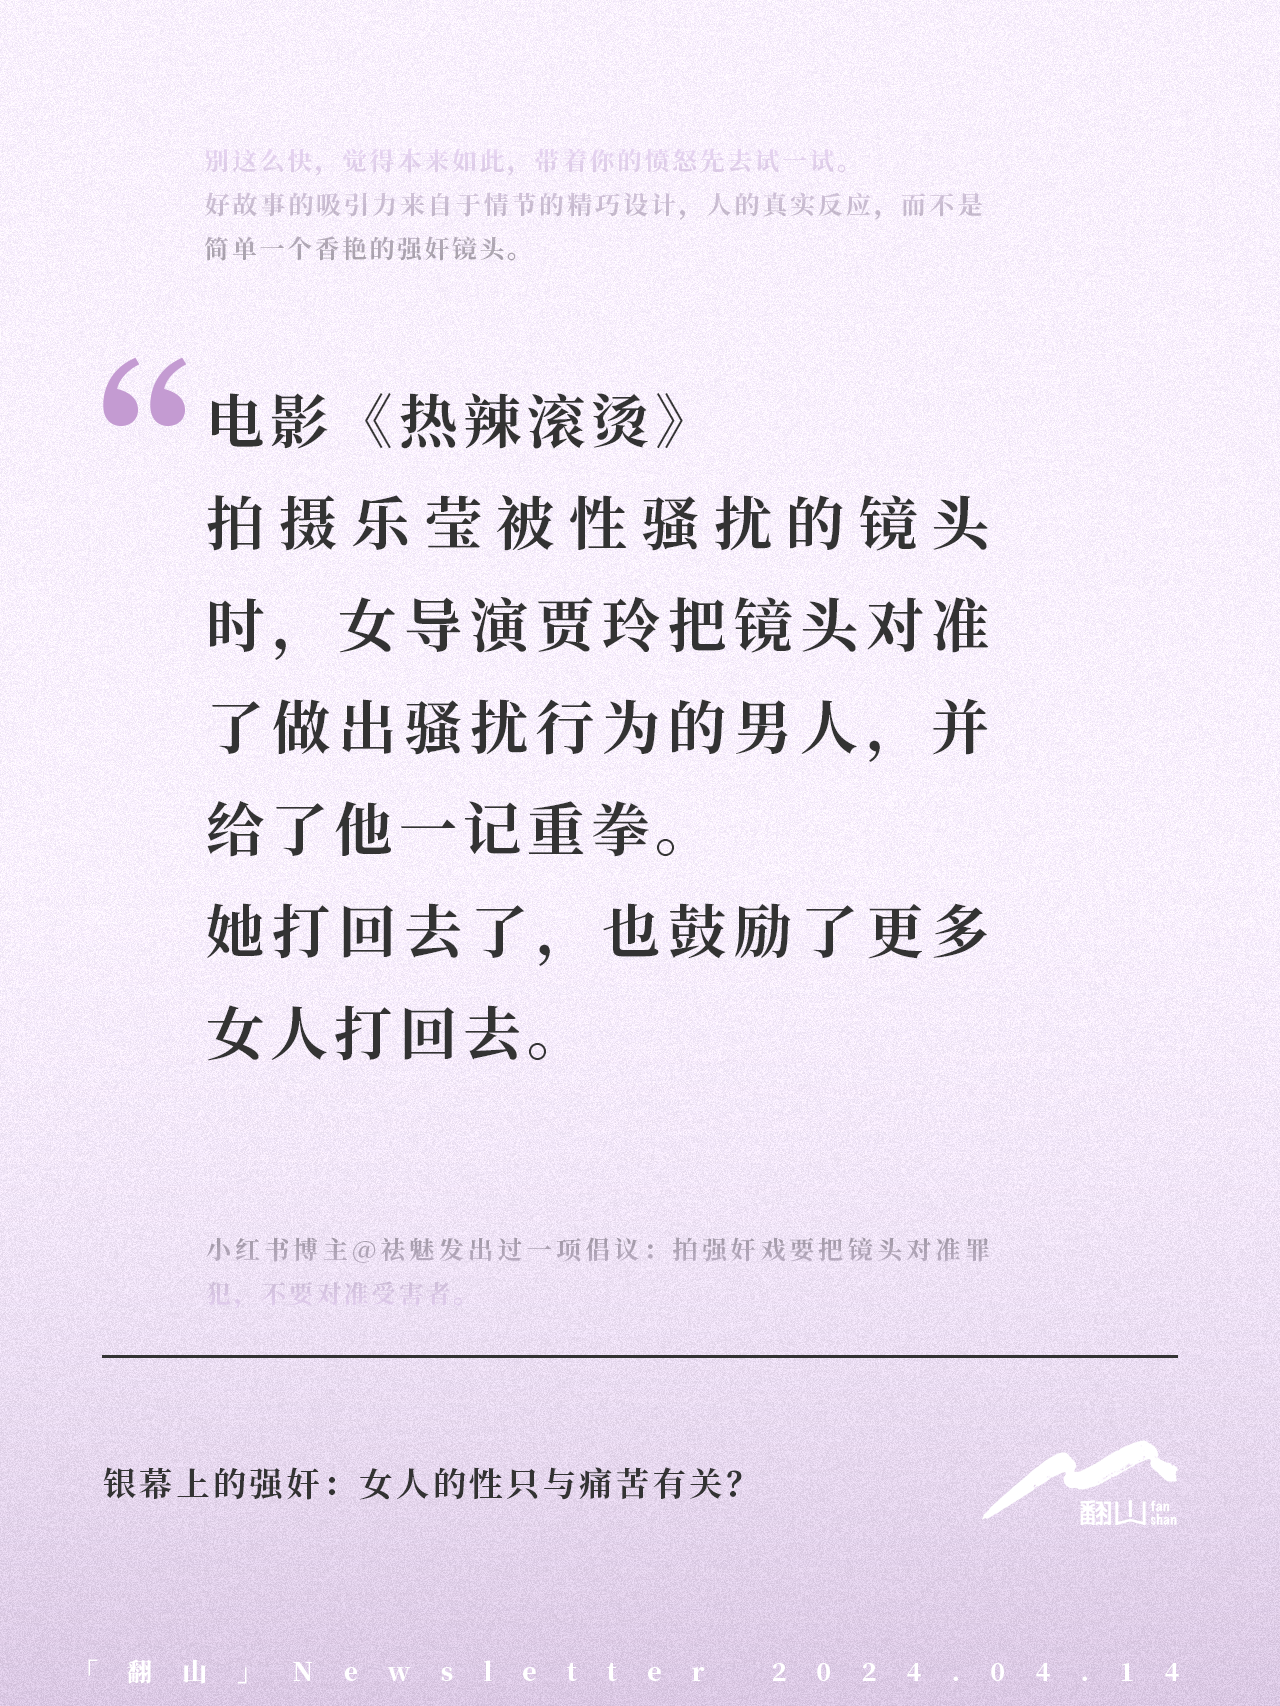 别这么快，觉得本来如此，带着你的愤怒先去试一试。
好故事的吸引力来自于情节的精巧设计，人的真实反应，而不是
简单一个香艳的强奸镜头。
“电影《热辣滚烫》
拍摄乐莹被性骚扰的镜头
时，女导演贾玲把镜头对准
了做出骚扰行为的男人，并
给了他一记重拳。
她打回去了，也鼓励了更多
女人打回去。
小红书博主@祛魅发出过一项倡议：拍强奸戏要把镜头对准罪
犯，不要对准受害者。
银幕上的强奸：女人的性只与痛苦有关？
翻山 fan
shan
「翻山」Newsletter 2024.04.14